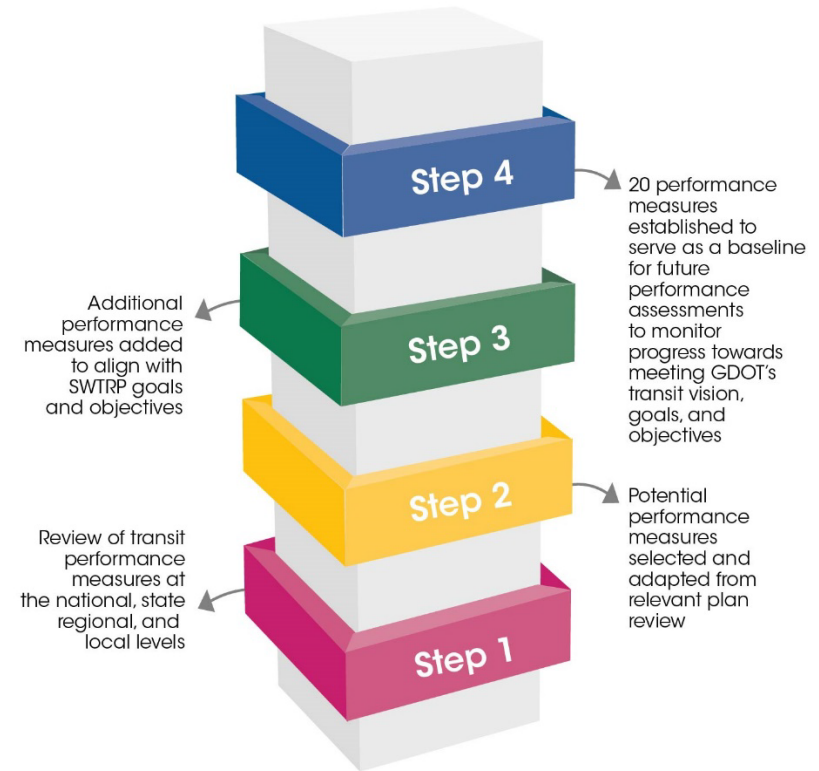 Step 4
20 performance
measures
established to
serve as a baseline
for future
performance
assessments
to monitor
progress towards
meeting GDOT's
transit vision,
goals, and
objectives
Step 3
Additional
performance
measures added
to align with
SWTRP goals
and objectives
Step 2
Potential
performance
measures
selected and
adapted from
relevant plan
review
Step 1
Review of transit
performance
measures at
the national, state
regional, and
local levels